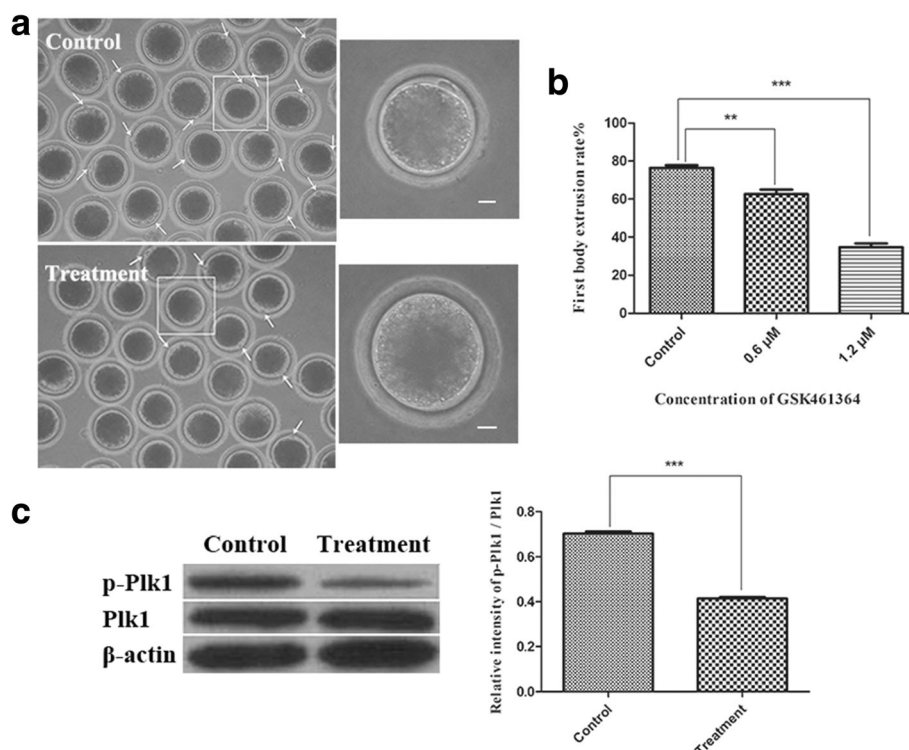 a
Control
Treatment
b
***
**
First body extrusion rate%
100
80
60
40
20
0
Control
0.6 µM
1.2 µM
Concentration of GSK461364
c
Control Treatment
p-Plk1
Plk1
β-actin
***
Relative intensity of p-Plk1 / Plk1
0.8
0.6
0.4
0.2
0.0
Control
Treatment